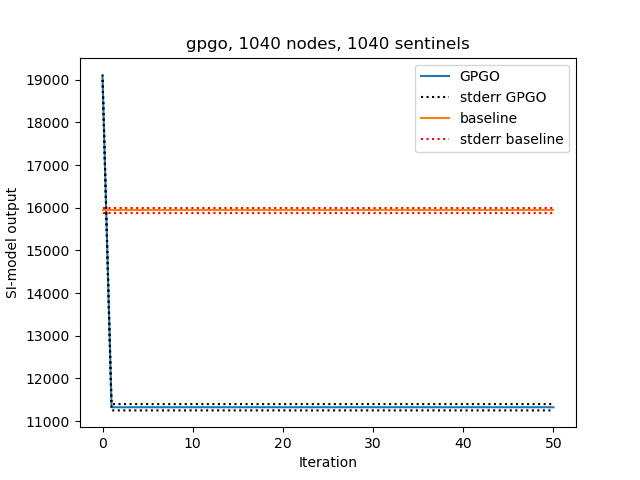 gpgo, 1040 nodes, 1040 sentinels
GPGO
stderr GPGO
baseline
stderr baseline
19000
18000
17000
16000
15000
14000
13000
12000
11000
SI-model output
0 10 20 30 40 50
Iteration